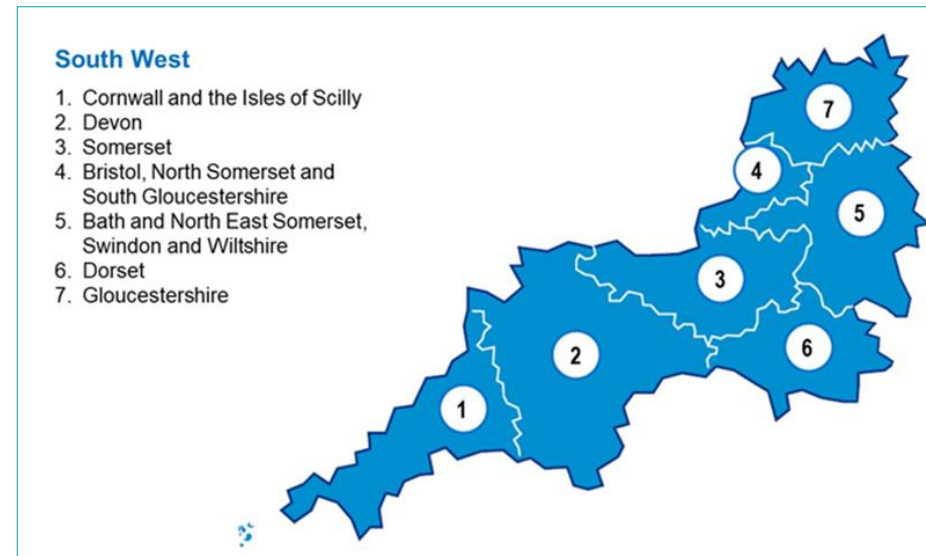 South West
1. Cornwall and the Isles of Scilly
2. Devon
3. Somerset
4. Bristol, North Somerset and
South Gloucestershire
5. Bath and North East Somerset,
Swindon and Wiltshire
6. Dorset
7. Gloucestershire
7
4
5
3
6
2
1